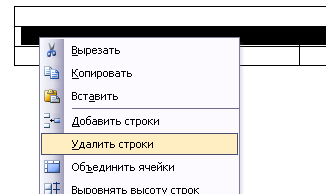 Вырезать
Копировать
Вставить
Добавить строки
Удалить строки
Объединить ячейки
Выровнять высоту строк